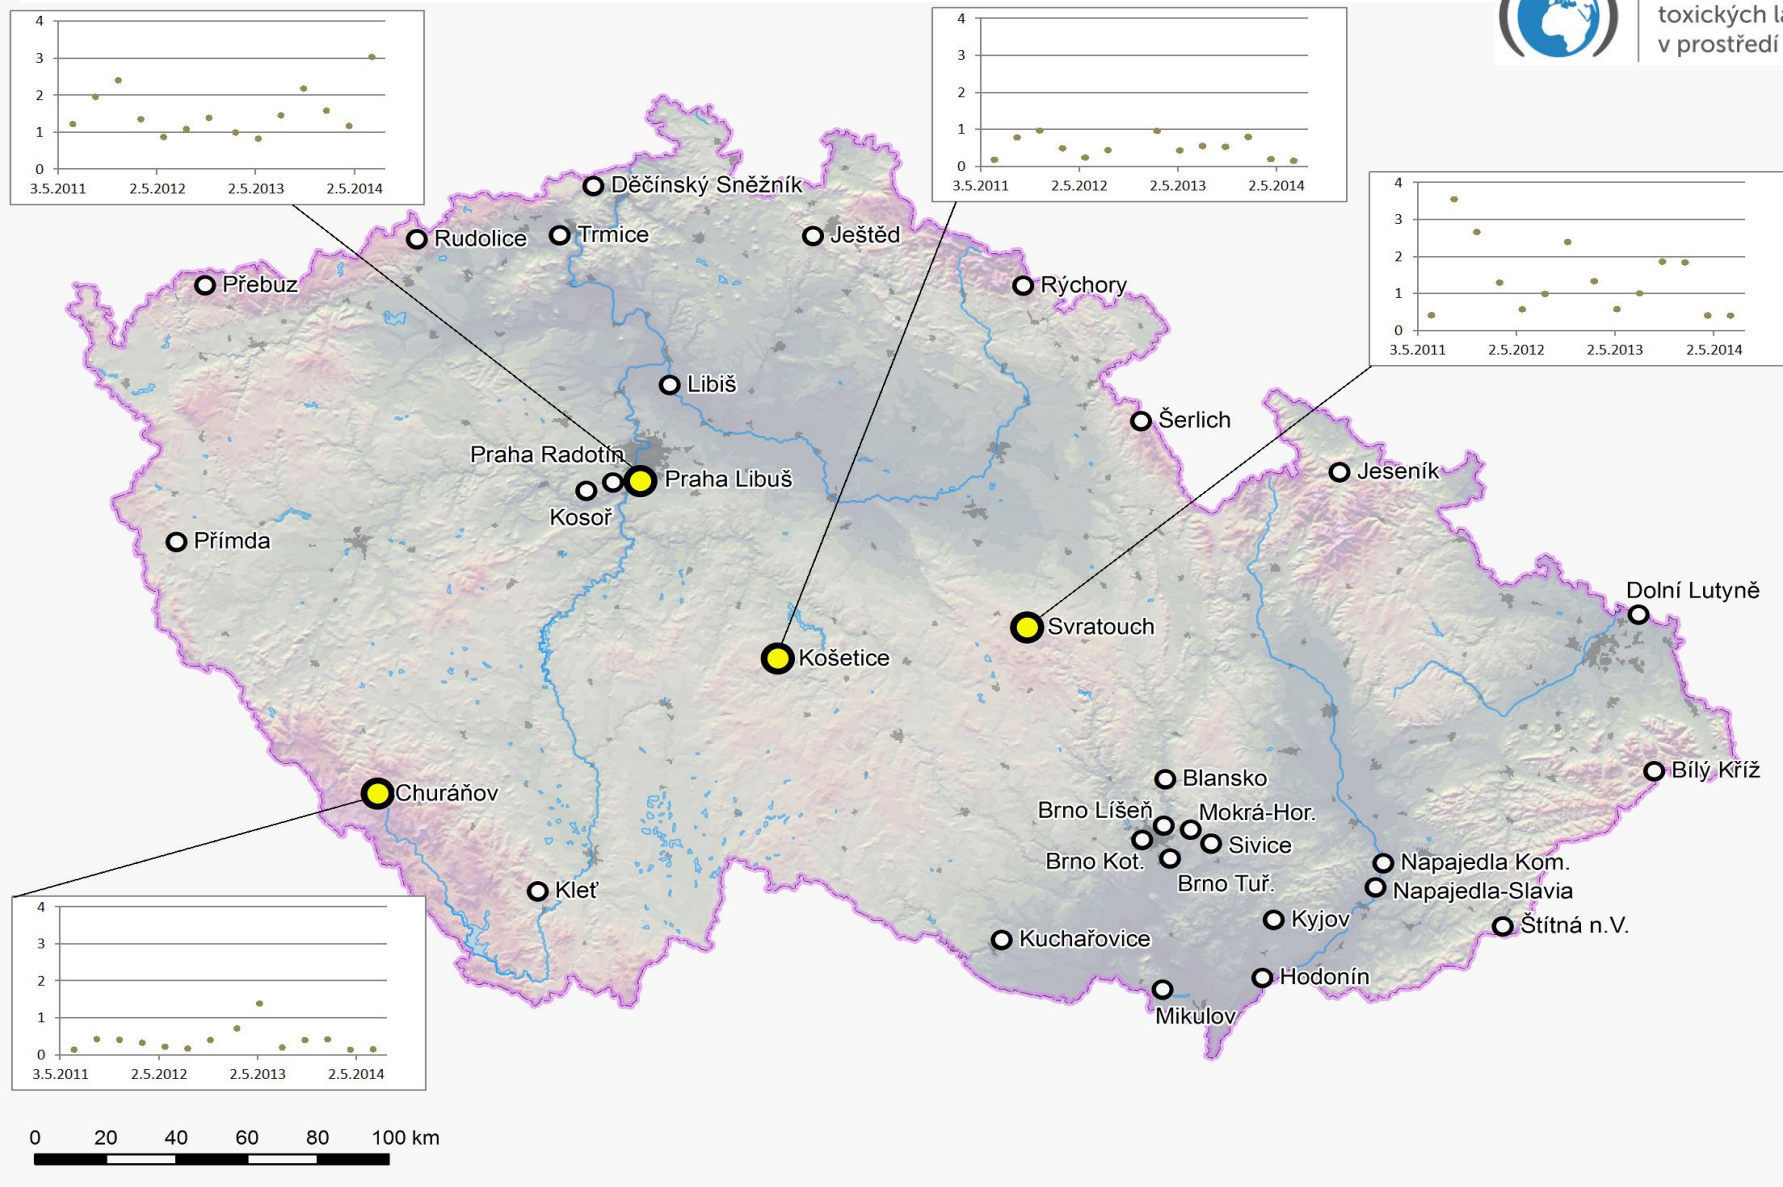 toxických
v prostředí
4
3
2
1
0
3.5.2011 2.5.2012 2.5.2013 2.5.2014
4
3
2
1
0
3.5.2011 2.5.2012 2.5.2013 2.5.2014
4
3
2
1
0
3.5.2011 2.5.2012 2.5.2013 2.5.2014
Děčínský Sněžník
Rudolice
Trmice
Ještěd
Přebuz
Rýchory
Libiš
Šerlich
Praha Radotín
Praha Libuš
Jeseník
Kosoř
Přímda
Dolní Lutyně
Svratouch
Košetice
Bílý Kříž
Blansko
Churáňov
Brno Líšeň
Mokrá-Hor.
Sivice
Brno Kot.
Napajedla Kom.
Brno Tuř.
Napajedla-Slavia
Kleť
Kyjov
Štítná n.V.
Kuchařovice
Hodonín
Mikulov
4
3
2
1
0
3.5.2011 2.5.2012 2.5.2013 2.5.2014
0 20 40 60 80 100 km